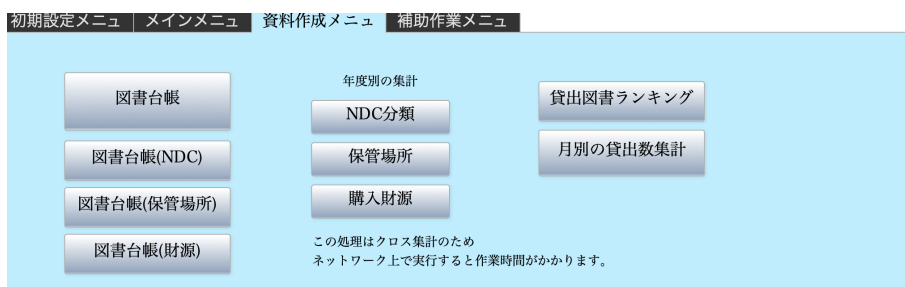 初期設定メニュー メインメニュー 資料作成メニュー 補助作業メニュー
図書台帳
図書台帳(NDC)
図書台帳(保管場所)
図書台帳(財源)
年度別の集計
NDC分類
保管場所
購入財源
この処理はクロス集計のため
ネットワーク上で実行すると作業時間がかかります。
貸出図書ランキング
月別の貸出数集計